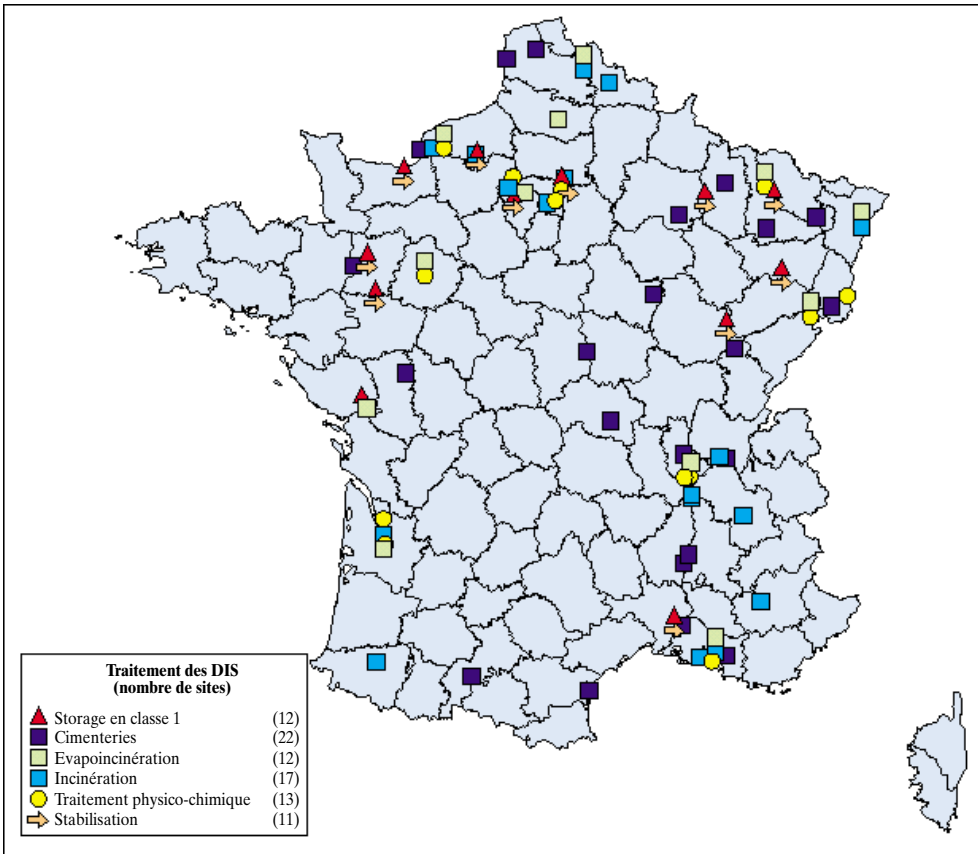 Traitement des DIS
(nombre de sites)
Storage en classe 1 (12)
Cimenteries (22)
Evapoincinération (12)
Incinération (17)
Traitement physico-chimique (13)
Stabilisation (11)